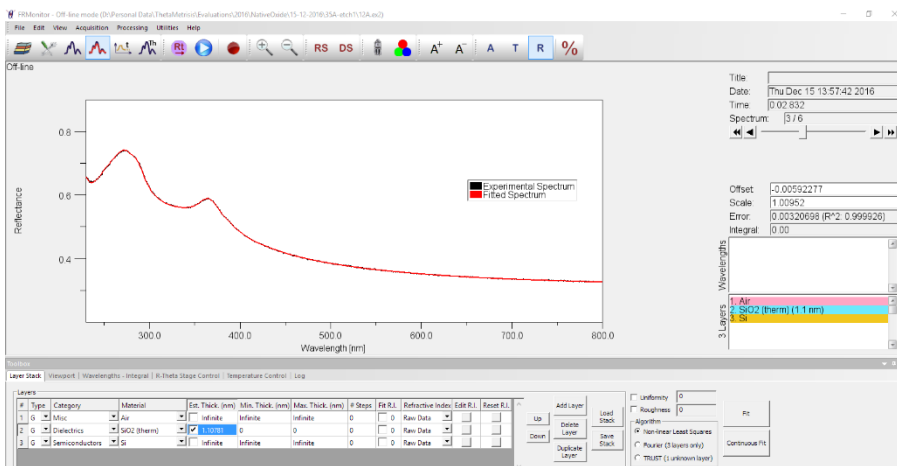 FRMonitor - Off-line mode (D:\Personal Data\ThetaMetrisis\Evaluations\2016\NativeOxide\15-12-2016\35A-etch1\12A.es2)
File Edit View Acquisition Processing Utilities Help
Rt RS DS A+ A- A T R %
Off-line
Title
Date: Thu Dec 15 13:57:42 2016
Time: 0:02.832
Spectrum: 3 / 6
Offset: -0.00592277
Scale: 1.00952
Error: 0.00320698 (R^2: 0.999926)
Integral: 0.00
Wavelengths
3 Layers
1. Air
2. SiO2 (therm) (1.1 nm)
3. Si
Reflectance
0.8
0.6
0.4
Experimental Spectrum
Fitted Spectrum
300.0 400.0 500.0 600.0 700.0 800.0
Wavelength [nm]
Toolbox
Layer Stack Viewport Wavelengths - Integral R-Theta Stage Control Temperature Control Log
Layers
# Type Category Material Est. Thick. (nm) Min. Thick. (nm) Max. Thick. (nm) # Steps Fit R.I. Refractive Index Edit R.I. Reset R.I.
1 G Misc Air Infinite Infinite Infinite 0 0 Raw Data
2 G Dielectrics SiO2 (therm) 1.10781 0 0 0 0 Raw Data
3 G Semiconductors Si Infinite Infinite Infinite 0 0 Raw Data
Up
Down
Add Layer
Delete Layer
Duplicate Layer
Load Stack
Save Stack
Uniformity 0
Roughness 0
Algorithm
Non-linear Least Squares
Fourier (3 layers only)
TRUST (1 unknown layer)
Fit
Continuous Fit